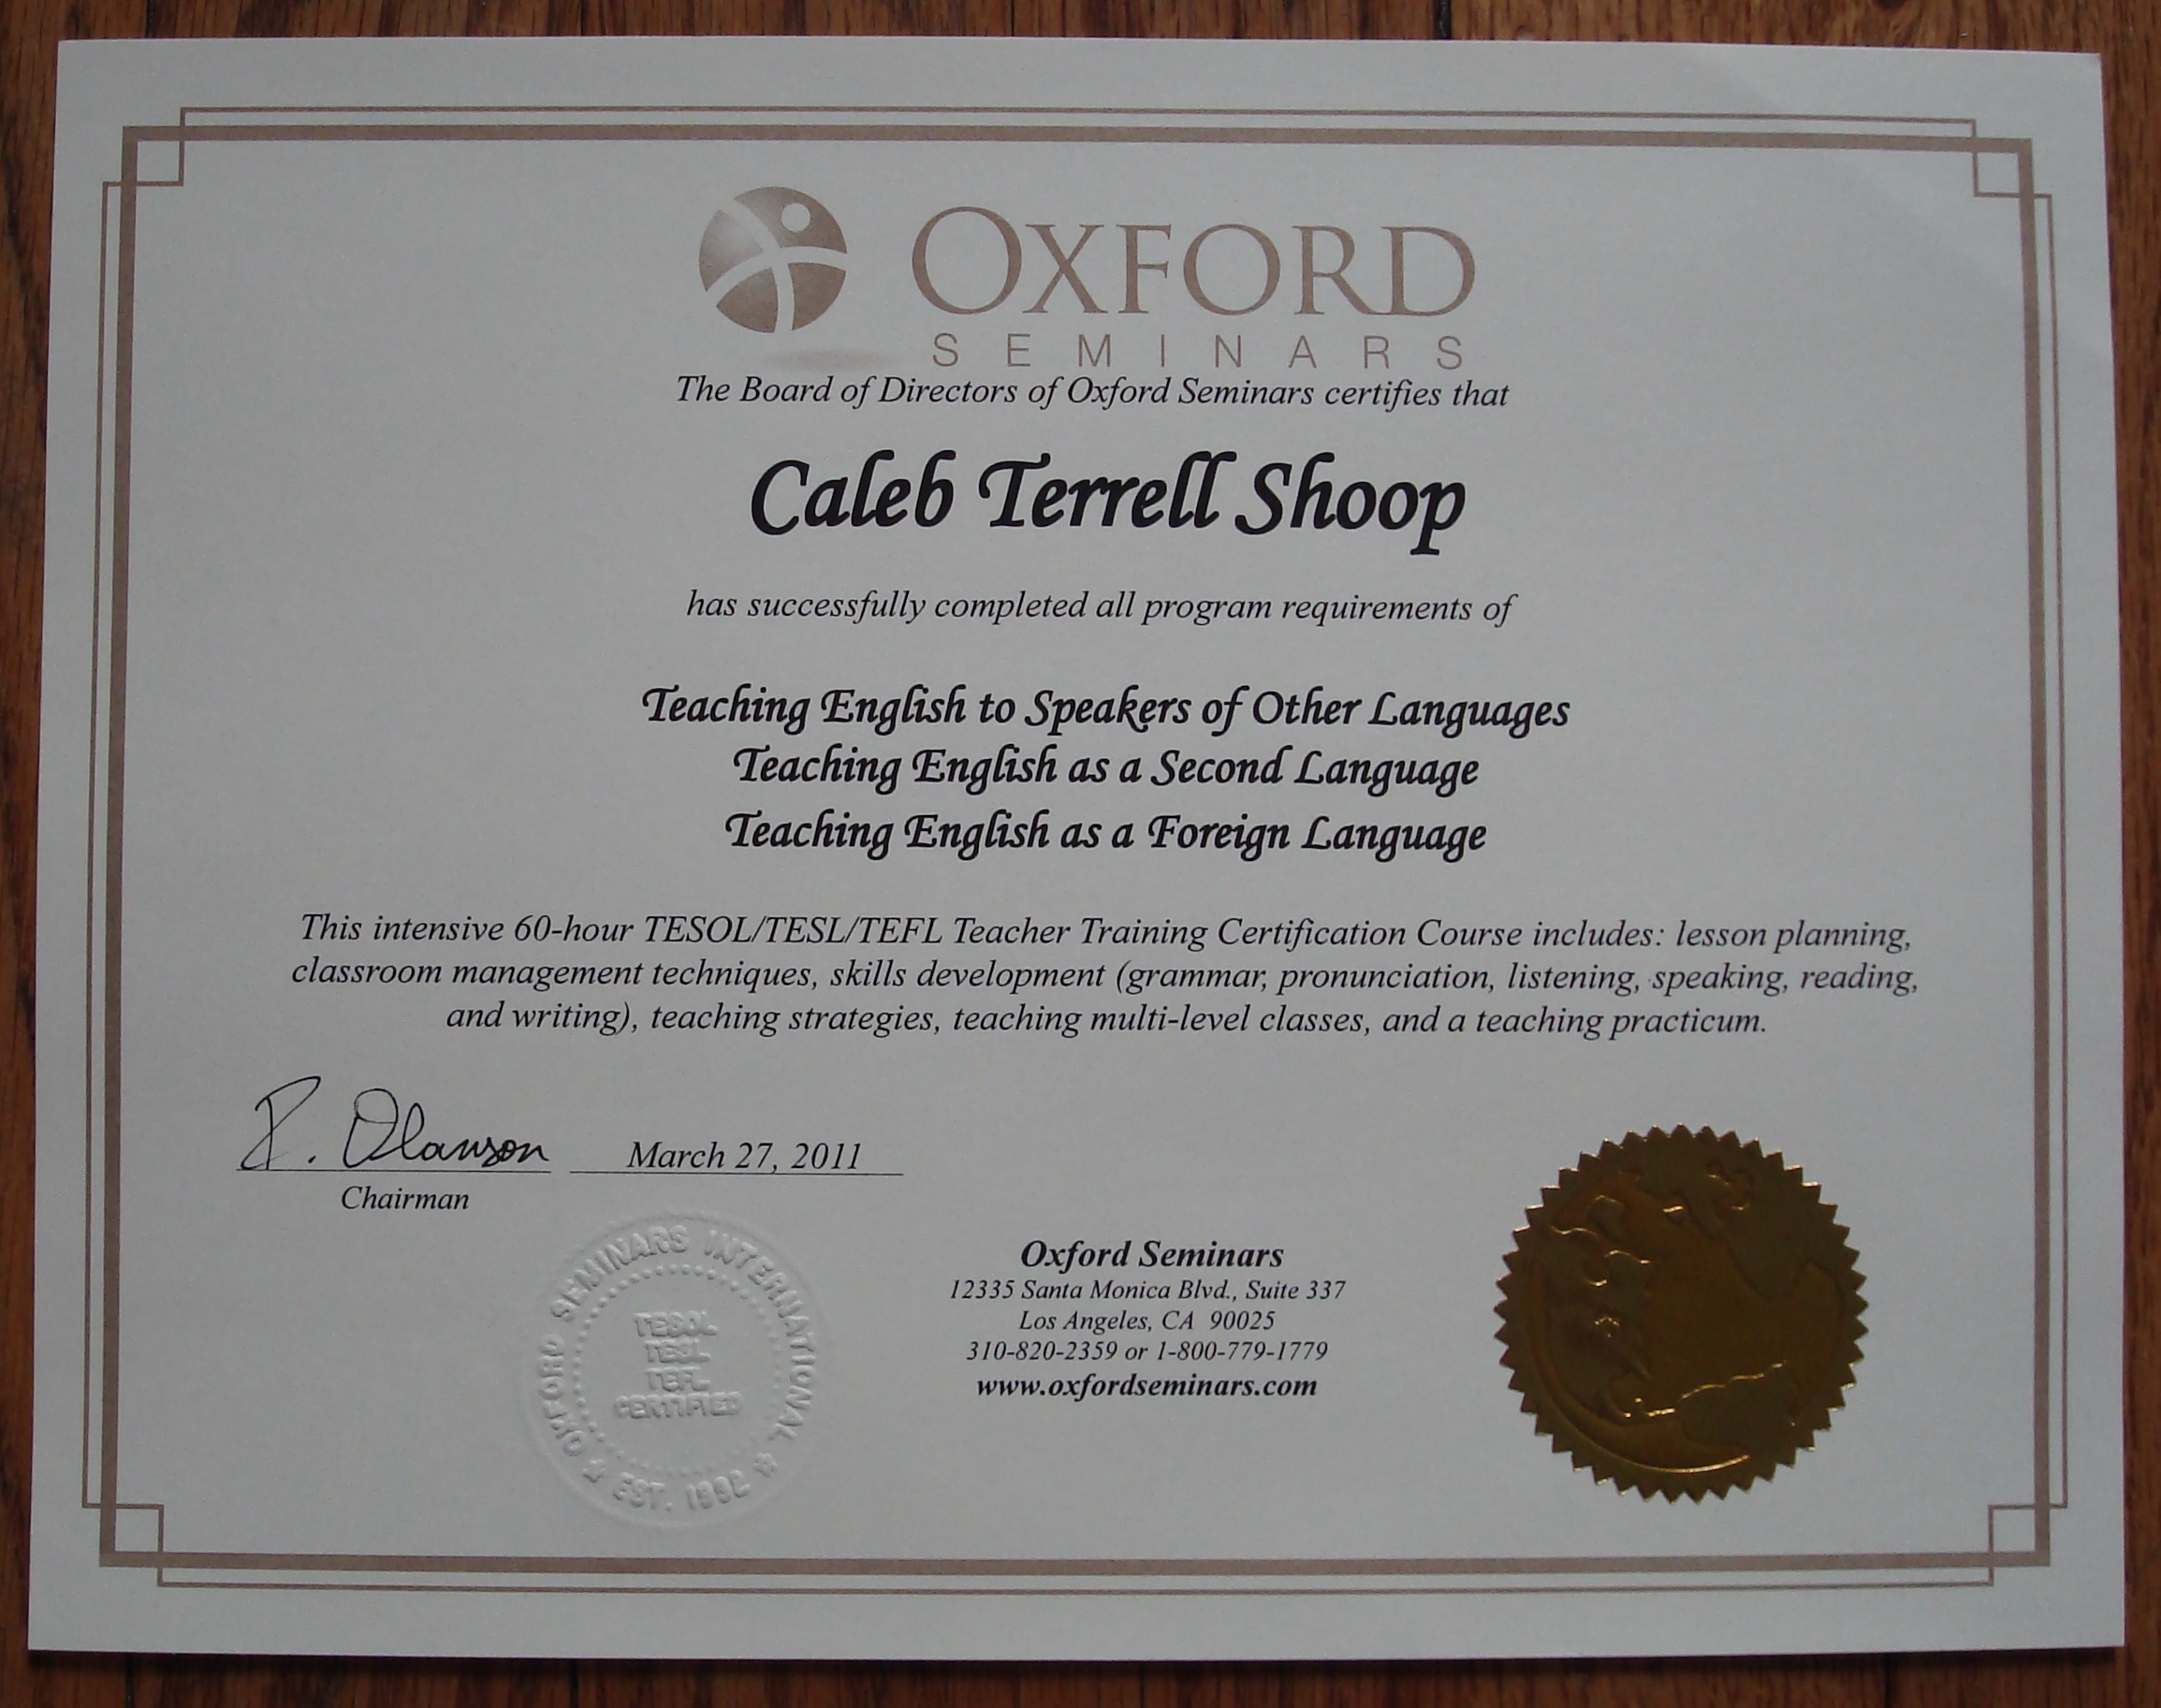 OXFORD
SEMINARS
The Board of Directors of Oxford Seminars certifies that
Caleb Terrell Shoop
has successfully completed all program requirements of
Teaching English to Speakers of Other Languages
Teaching English as a Second Language
Teaching English as a Foreign Language
This intensive 60-hour TESOL/TESL/TEFL Teacher Training Certification Course includes: lesson planning,
classroom management techniques, skills development (grammar, pronunciation, listening, speaking, reading,
and writing), teaching strategies, teaching multi-level classes, and a teaching practicum.
R. Olawson March 27, 2011
Chairman
OXFORD SEMINARS INTERNATIONAL
TESOL
TESL
TEFL
CERTIFIED
EST. 1992
Oxford Seminars
12335 Santa Monica Blvd., Suite 337
Los Angeles, CA 90025
310-820-2359 or 1-800-779-1779
www.oxfordseminars.com